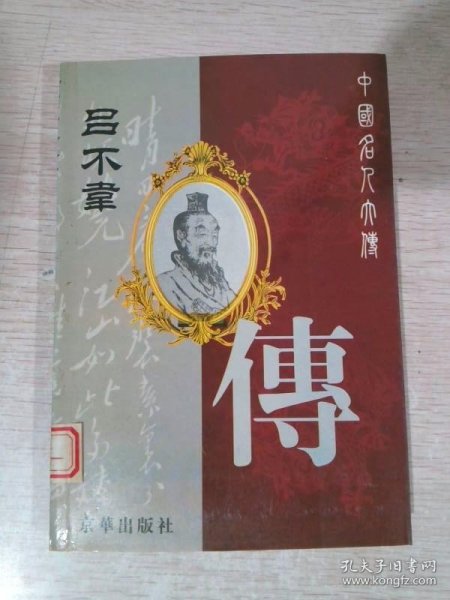 吕不韋
中國名人大傳
傳
京華出版社
孔夫子旧书网
www.kongfz.com